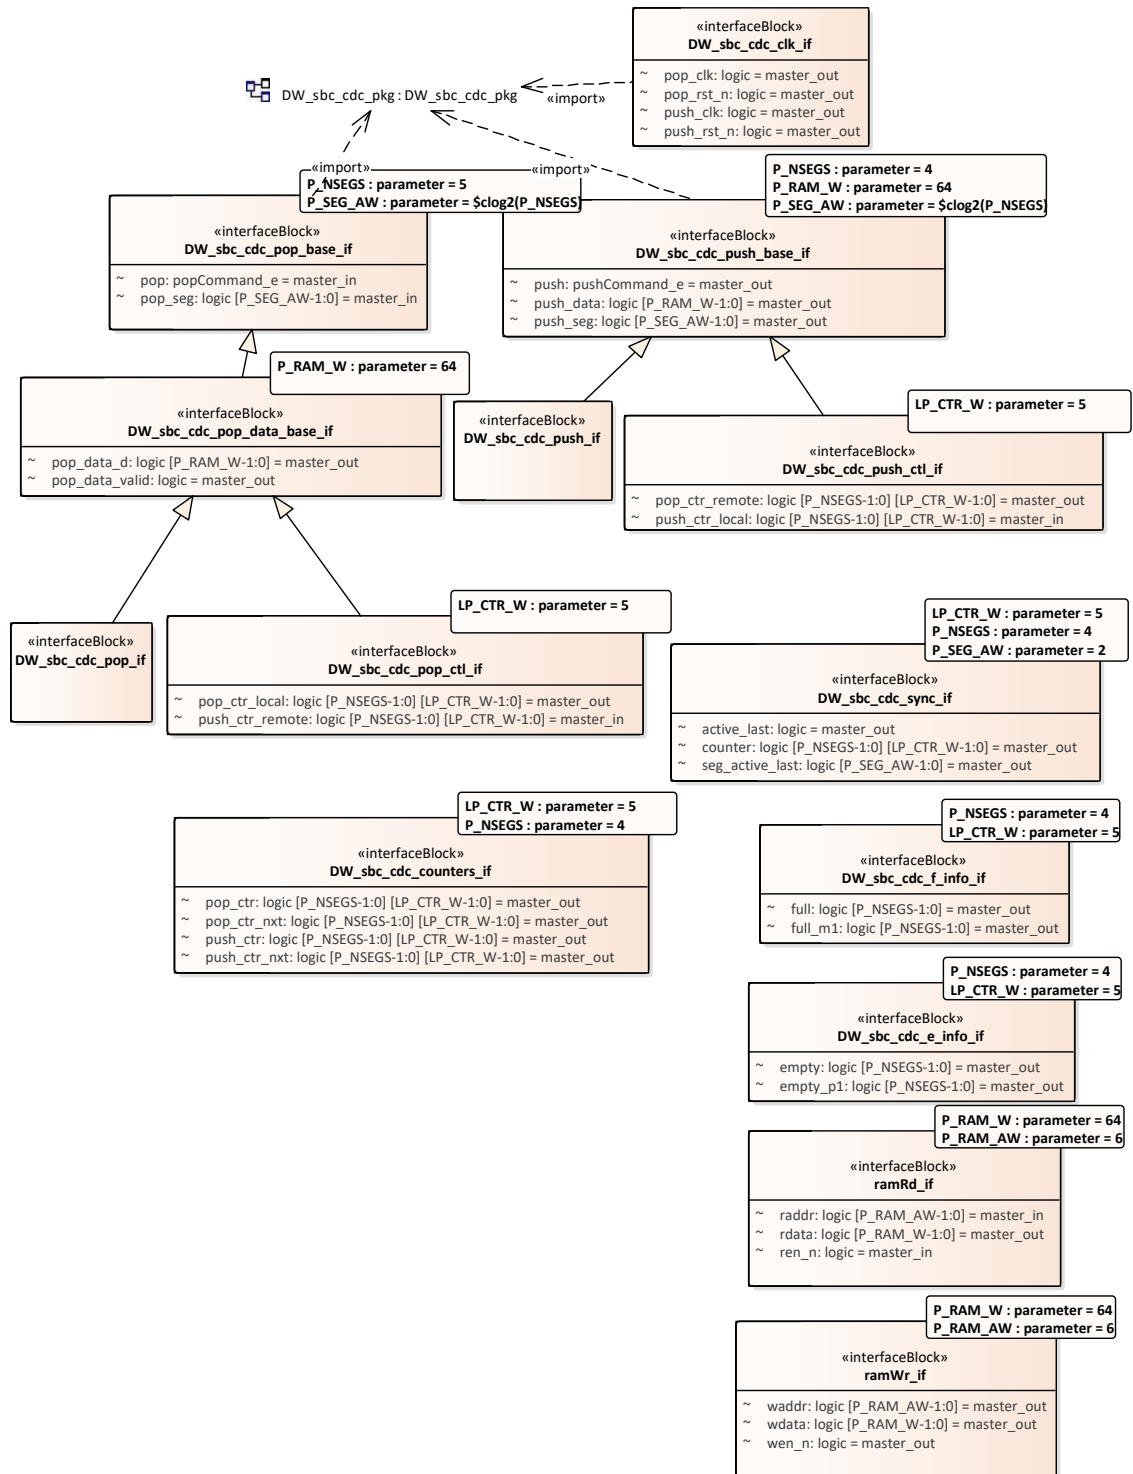 «interfaceBlock»
DW_sbc_cdc_clk_if
~ pop_clk: logic = master_out
~ pop_rst_n: logic = master_out
~ push_clk: logic = master_out
~ push_rst_n: logic = master_out
DW_sbc_cdc_pkg : DW_sbc_cdc_pkg
«import»
«import»
«import»
P_NSEGS : parameter = 5
P_SEG_AW : parameter = $clog2(P_NSEGS)
«interfaceBlock»
DW_sbc_cdc_pop_base_if
~ pop: popCommand_e = master_in
~ pop_seg: logic [P_SEG_AW-1:0] = master_in
P_NSEGS : parameter = 4
P_RAM_W : parameter = 64
P_SEG_AW : parameter = $clog2(P_NSEGS)
«interfaceBlock»
DW_sbc_cdc_push_base_if
~ push: pushCommand_e = master_out
~ push_data: logic [P_RAM_W-1:0] = master_out
~ push_seg: logic [P_SEG_AW-1:0] = master_out
P_RAM_W : parameter = 64
«interfaceBlock»
DW_sbc_cdc_pop_data_base_if
~ pop_data_d: logic [P_RAM_W-1:0] = master_out
~ pop_data_valid: logic = master_out
«interfaceBlock»
DW_sbc_cdc_push_if
LP_CTR_W : parameter = 5
«interfaceBlock»
DW_sbc_cdc_push_ctl_if
~ pop_ctr_remote: logic [P_NSEGS-1:0] [LP_CTR_W-1:0] = master_out
~ push_ctr_local: logic [P_NSEGS-1:0] [LP_CTR_W-1:0] = master_in
«interfaceBlock»
DW_sbc_cdc_pop_if
LP_CTR_W : parameter = 5
«interfaceBlock»
DW_sbc_cdc_pop_ctl_if
~ pop_ctr_local: logic [P_NSEGS-1:0] [LP_CTR_W-1:0] = master_out
~ push_ctr_remote: logic [P_NSEGS-1:0] [LP_CTR_W-1:0] = master_in
LP_CTR_W : parameter = 5
P_NSEGS : parameter = 4
P_SEG_AW : parameter = 2
«interfaceBlock»
DW_sbc_cdc_sync_if
~ active_last: logic = master_out
~ counter: logic [P_NSEGS-1:0] [LP_CTR_W-1:0] = master_out
~ seg_active_last: logic [P_SEG_AW-1:0] = master_out
LP_CTR_W : parameter = 5
P_NSEGS : parameter = 4
«interfaceBlock»
DW_sbc_cdc_counters_if
~ pop_ctr: logic [P_NSEGS-1:0] [LP_CTR_W-1:0] = master_out
~ pop_ctr_nxt: logic [P_NSEGS-1:0] [LP_CTR_W-1:0] = master_out
~ push_ctr: logic [P_NSEGS-1:0] [LP_CTR_W-1:0] = master_out
~ push_ctr_nxt: logic [P_NSEGS-1:0] [LP_CTR_W-1:0] = master_out
P_NSEGS : parameter = 4
LP_CTR_W : parameter = 5
«interfaceBlock»
DW_sbc_cdc_f_info_if
~ full: logic [P_NSEGS-1:0] = master_out
~ full_m1: logic [P_NSEGS-1:0] = master_out
P_NSEGS : parameter = 4
LP_CTR_W : parameter = 5
«interfaceBlock»
DW_sbc_cdc_e_info_if
~ empty: logic [P_NSEGS-1:0] = master_out
~ empty_p1: logic [P_NSEGS-1:0] = master_out
P_RAM_W : parameter = 64
P_RAM_AW : parameter = 6
«interfaceBlock»
ramRd_if
~ raddr: logic [P_RAM_AW-1:0] = master_in
~ rdata: logic [P_RAM_W-1:0] = master_out
~ ren_n: logic = master_in
P_RAM_W : parameter = 64
P_RAM_AW : parameter = 6
«interfaceBlock»
ramWr_if
~ waddr: logic [P_RAM_AW-1:0] = master_out
~ wdata: logic [P_RAM_W-1:0] = master_out
~ wen_n: logic = master_out